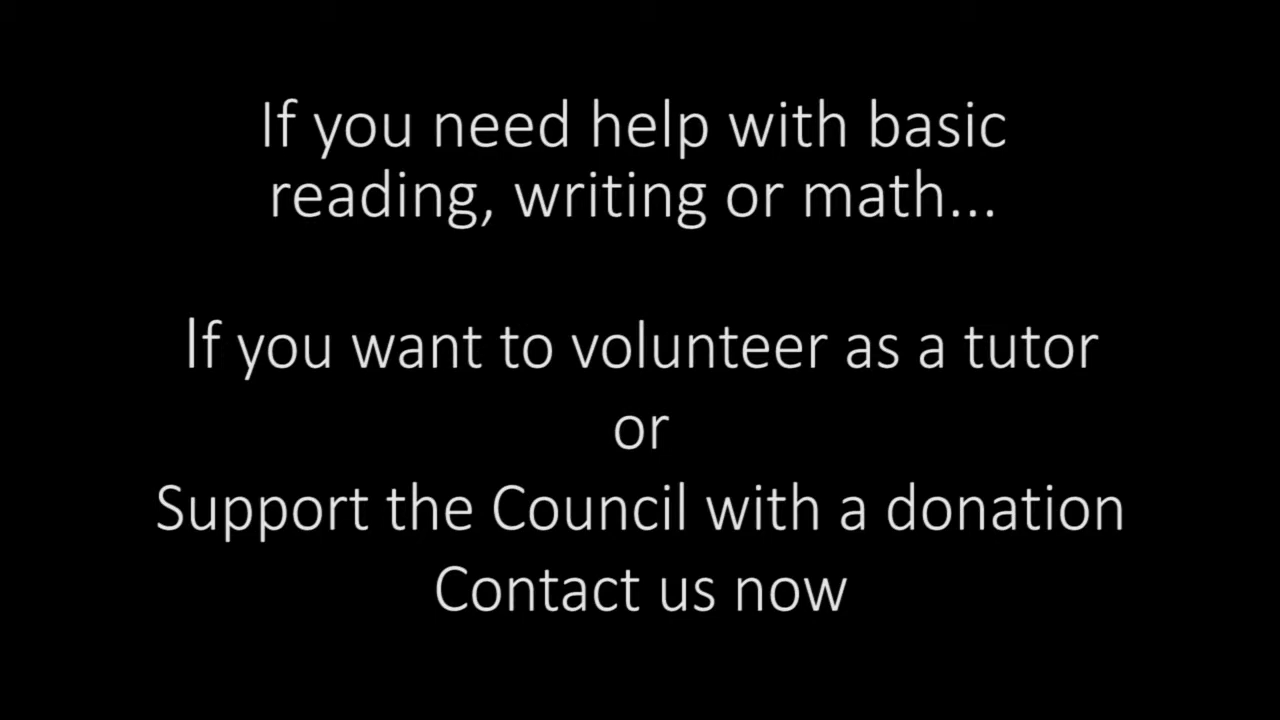 If you need help with basic
reading, writing or math...
If you want to volunteer as a tutor
or
Support the Council with a donation
Contact us now